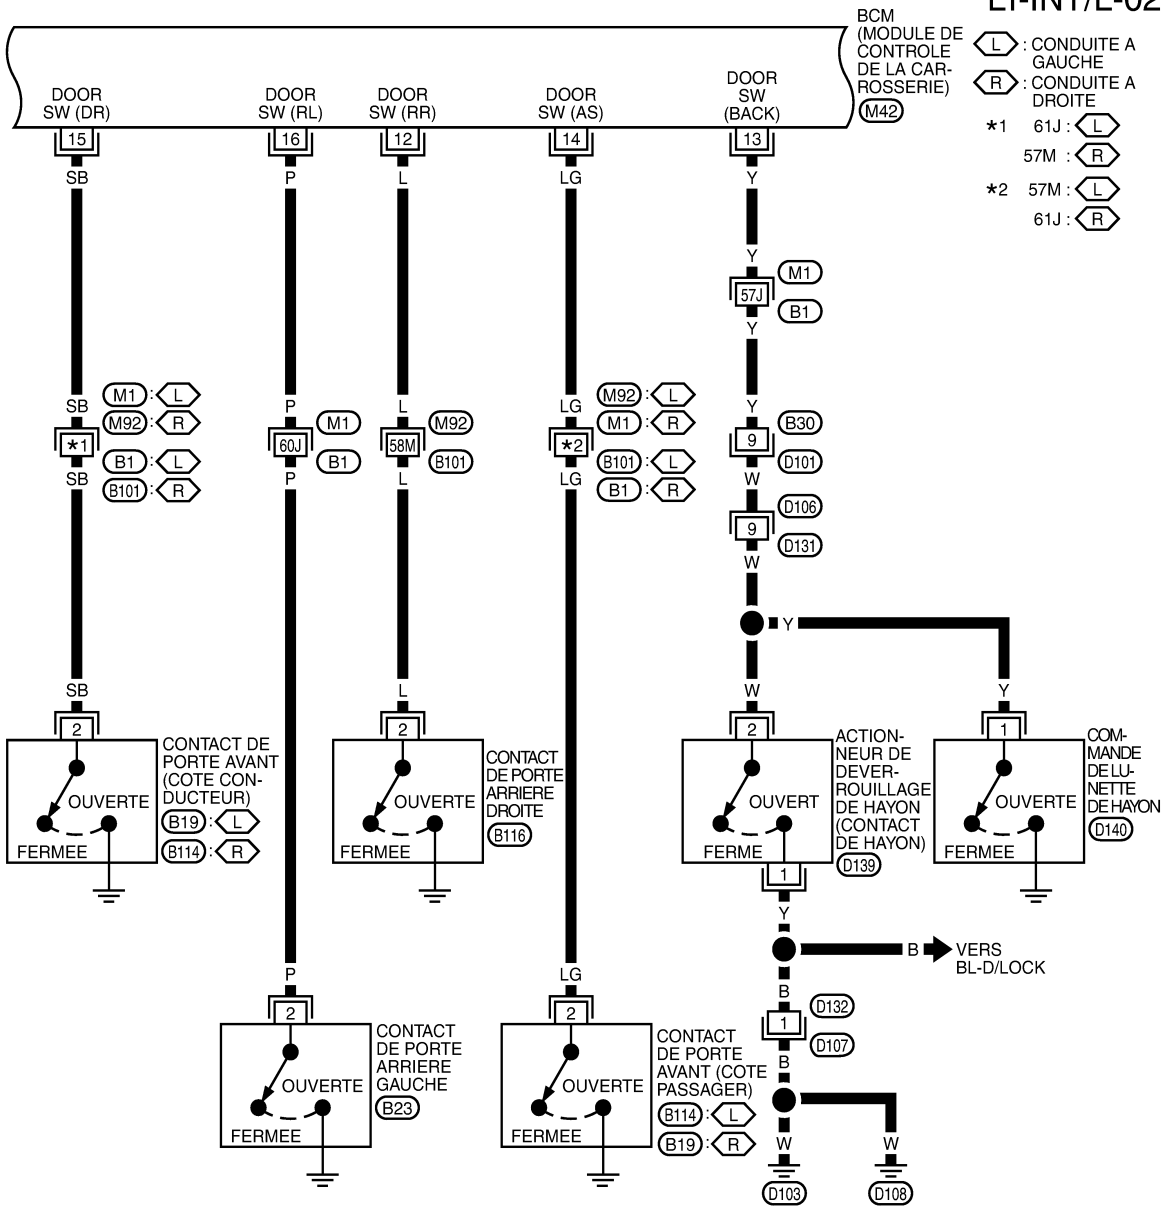 LT-INT/L-02
BCM
(MODULE DE
CONTROLE
DE LA CAR-
ROSSERIE)
M42
L : CONDUITE A
GAUCHE
R : CONDUITE A
DROITE
*1 61J : L
57M : R
*2 57M : L
61J : R
DOOR
SW (DR)
DOOR
SW (RL)
DOOR
SW (RR)
DOOR
SW (AS)
DOOR
SW
(BACK)
15 16 12 14 13
SB P L LG Y
Y
M1
57J
B1
Y
SB P L LG Y
M1 : L
M92 : R
*1
B1 : L
B101 : R
M1
60J
B1
M92
58M
B101
M92 : L
M1 : R
*2
B101 : L
B1 : R
B30
9
D101
SB P L LG W
D106
9
D131
W
Y
SB L W Y
2 2 2 1
CONTACT DE
PORTE AVANT
(COTE CON-
DUCTEUR)
B19 : L
B114 : R
OUVERTE
FERMEE
CONTACT
DE PORTE
ARRIERE
DROITE
B116
OUVERTE
FERMEE
ACTION-
NEUR DE
DEVER-
ROUILLAGE
DE HAYON
(CONTACT
DE HAYON)
D139
OUVERT
FERME
COM-
MANDE
DE LU-
NETTE
DE HAYON
D140
OUVERTE
FERMEE
1
Y
B
VERS
BL-D/LOCK
B
D132
1
D107
B
P LG
2 2
CONTACT
DE PORTE
ARRIERE
GAUCHE
B23
OUVERTE
FERMEE
CONTACT
DE PORTE
AVANT (COTE
PASSAGER)
B114 : L
B19 : R
OUVERTE
FERMEE
W W
D103 D108